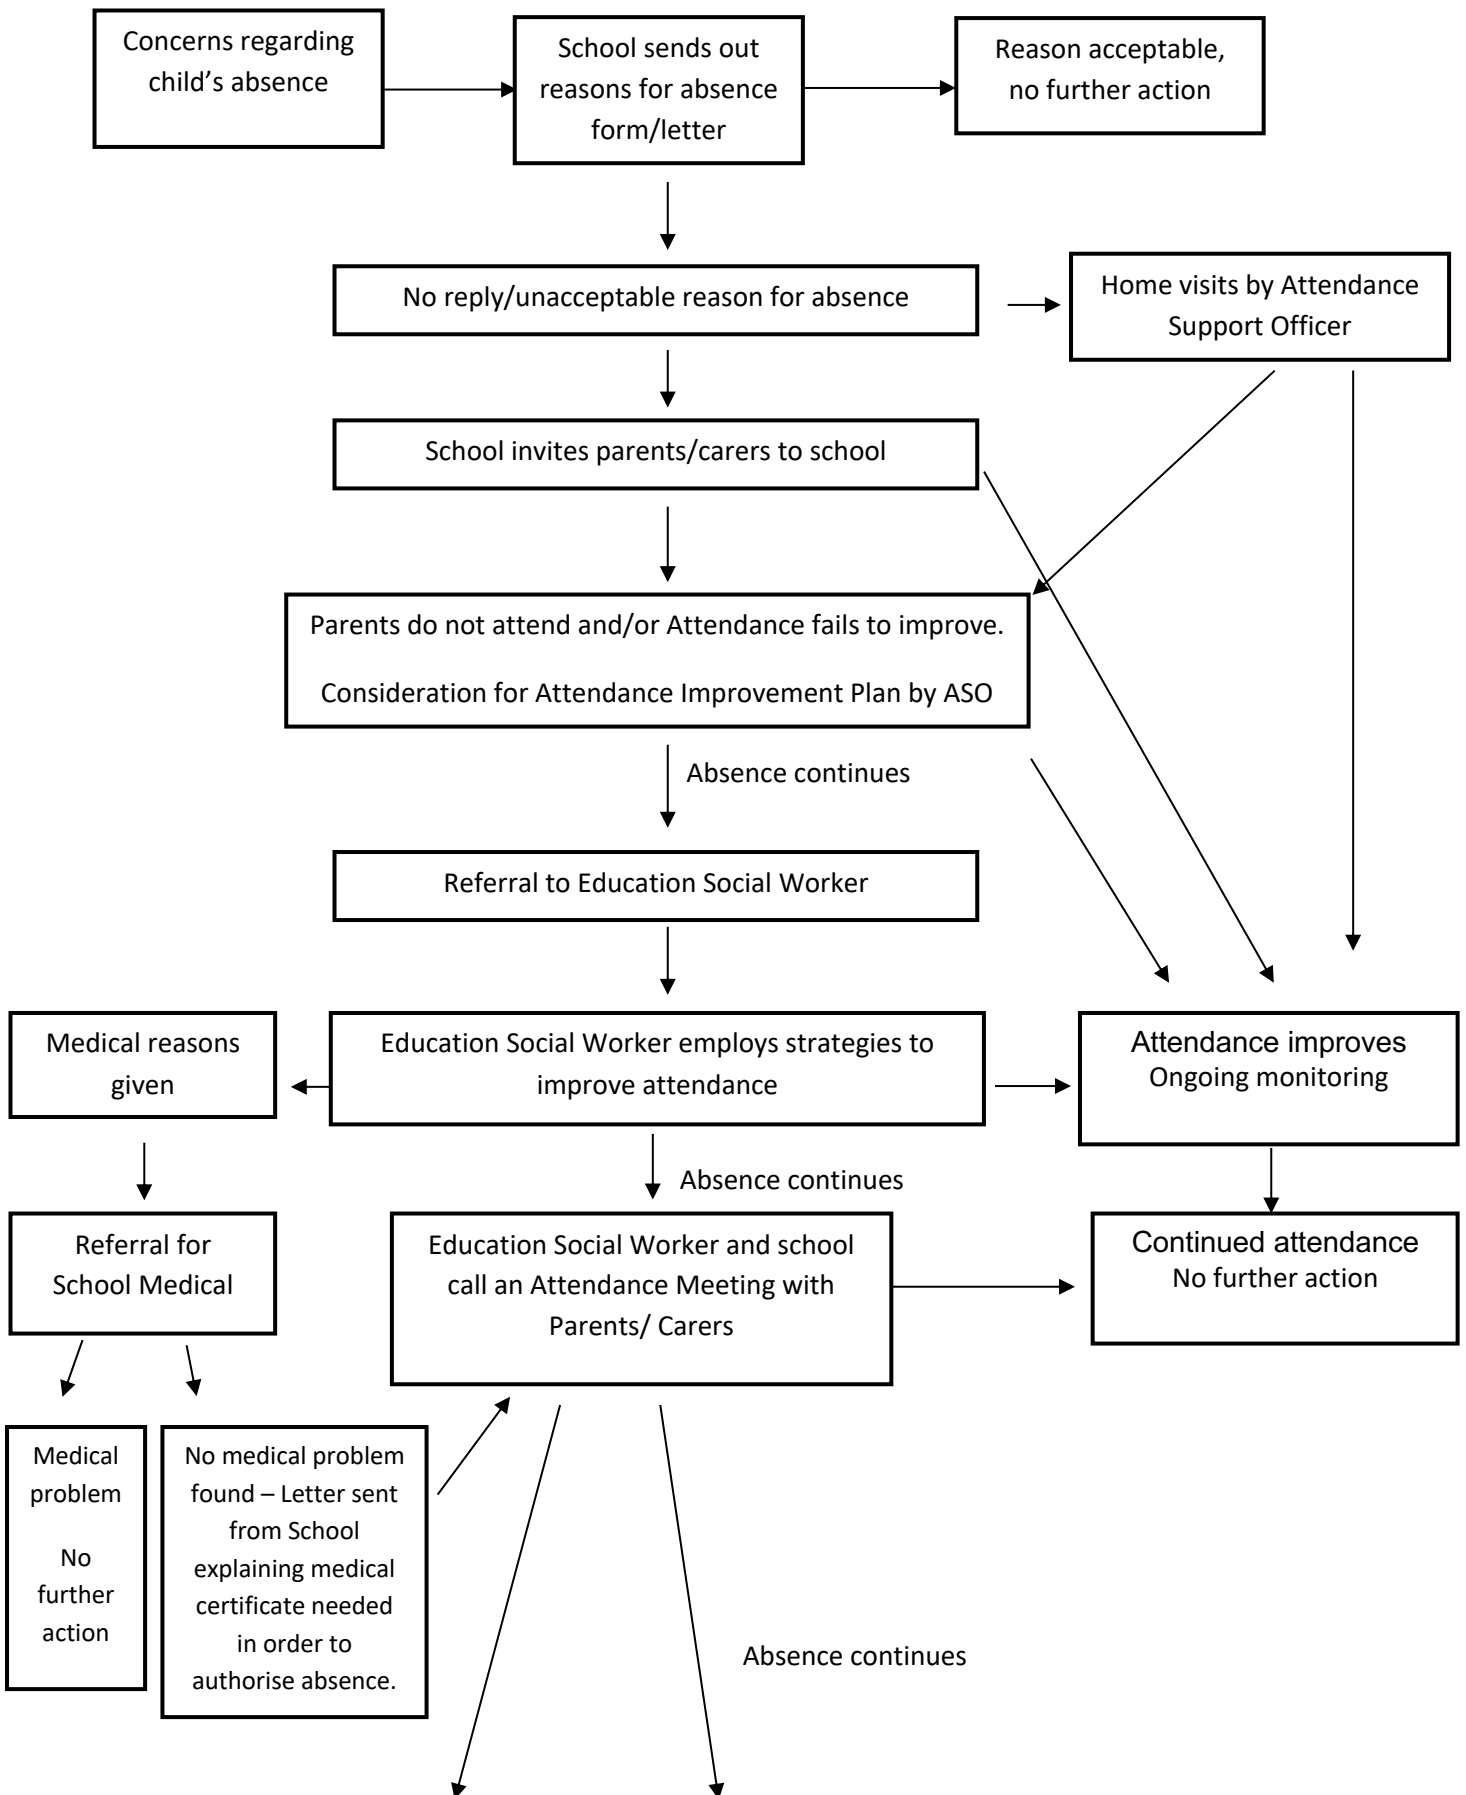 Concerns regarding
child’s absence
School sends out
reasons for absence
form/letter
Reason acceptable,
no further action
No reply/unacceptable reason for absence
Home visits by Attendance
Support Officer
School invites parents/carers to school
Parents do not attend and/or Attendance fails to improve.
Consideration for Attendance Improvement Plan by ASO
Absence continues
Referral to Education Social Worker
Medical reasons
given
Education Social Worker employs strategies to
improve attendance
Attendance improves
Ongoing monitoring
Absence continues
Referral for
School Medical
Education Social Worker and school
call an Attendance Meeting with
Parents/ Carers
Continued attendance
No further action
Medical
problem
No
further
action
No medical problem
found – Letter sent
from School
explaining medical
certificate needed
in order to
authorise absence.
Absence continues